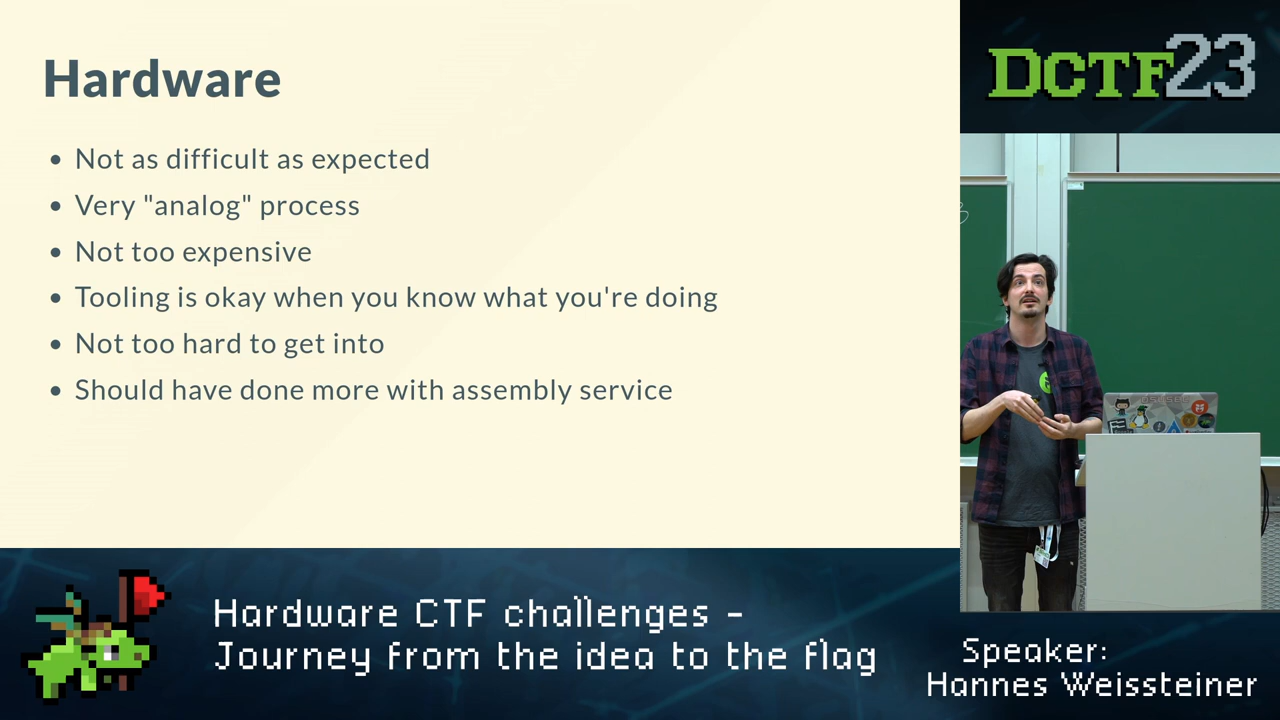 Hardware
Not as difficult as expected
Very "analog" process
Not too expensive
Tooling is okay when you know what you're doing
Not too hard to get into
Should have done more with assembly service
DCTF23
Hardware CTF challenges -
Journey from the idea to the flag
Speaker:
Hannes Weissteiner